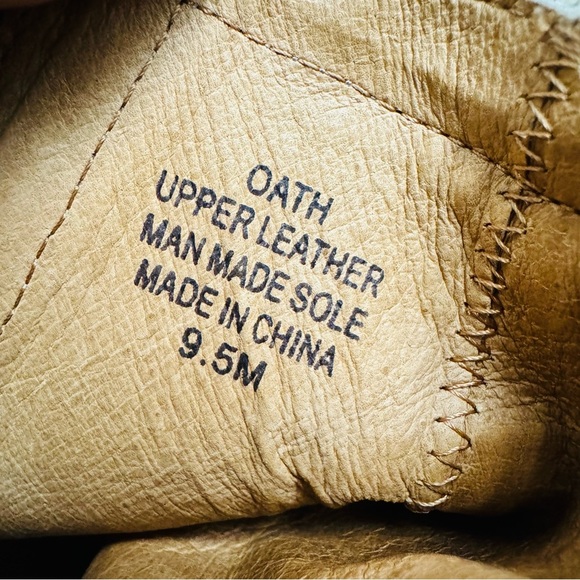 OATH
UPPER LEATHER
MAN MADE SOLE
MADE IN CHINA
9.5M